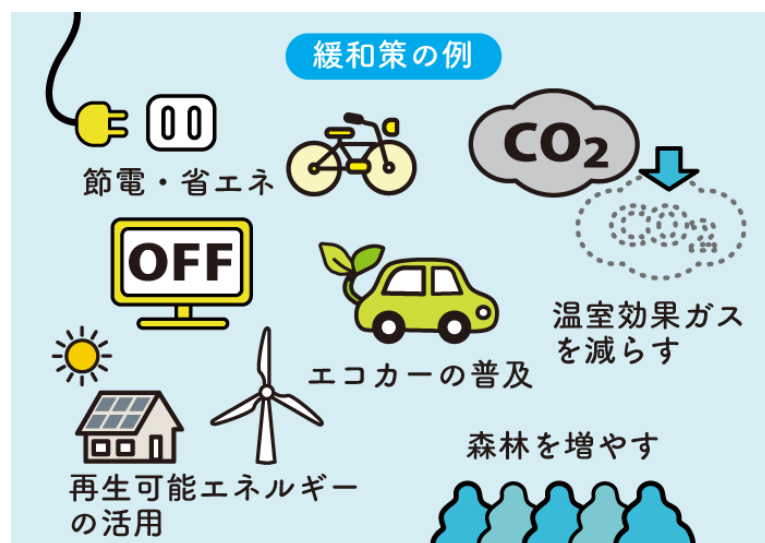 緩和策の例
CO₂
節電・省エネ
CO₂
OFF
温室効果ガス
を減らす
エコカーの普及
森林を増やす
再生可能エネルギー
の活用